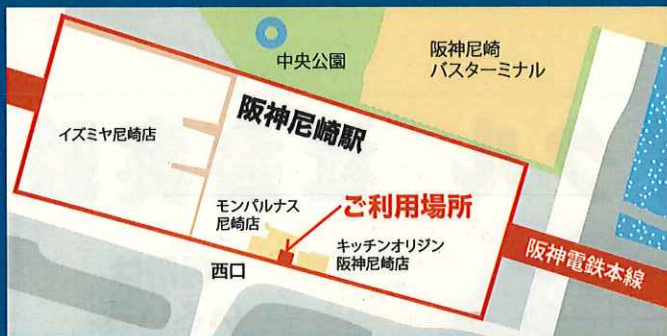 中央公園
阪神尼崎
バスターミナル
阪神尼崎駅
イズミヤ尼崎店
モンパルナス
尼崎店
ご利用場所
キッチンオリジン
阪神尼崎店
西口
阪神電鉄本線